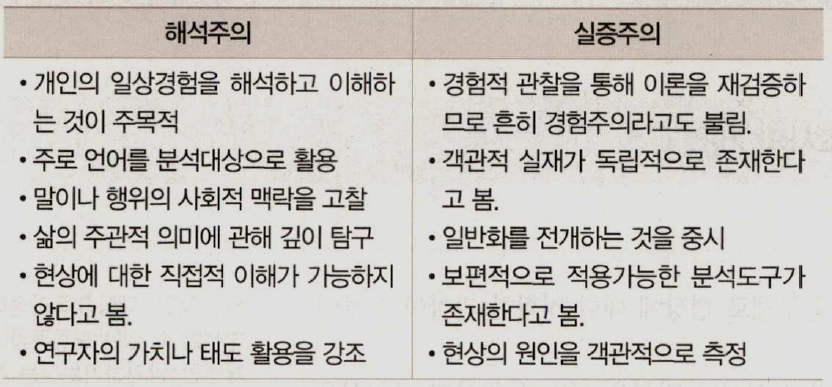 해석주의
• 개인의 일상경험을 해석하고 이해하
는 것이 주목적
• 주로 언어를 분석대상으로 활용
• 말이나 행위의 사회적 맥락을 고찰
• 삶의 주관적 의미에 관해 깊이 탐구
• 현상에 대한 직접적 이해가 가능하지
않다고 봄.
• 연구자의 가치나 태도 활용을 강조
실증주의
• 경험적 관찰을 통해 이론을 재검증하
므로 흔히 경험주의라고도 불림.
• 객관적 실재가 독립적으로 존재한다
고 봄.
• 일반화를 전개하는 것을 중시
• 보편적으로 적용가능한 분석도구가
존재한다고 봄.
• 현상의 원인을 객관적으로 측정